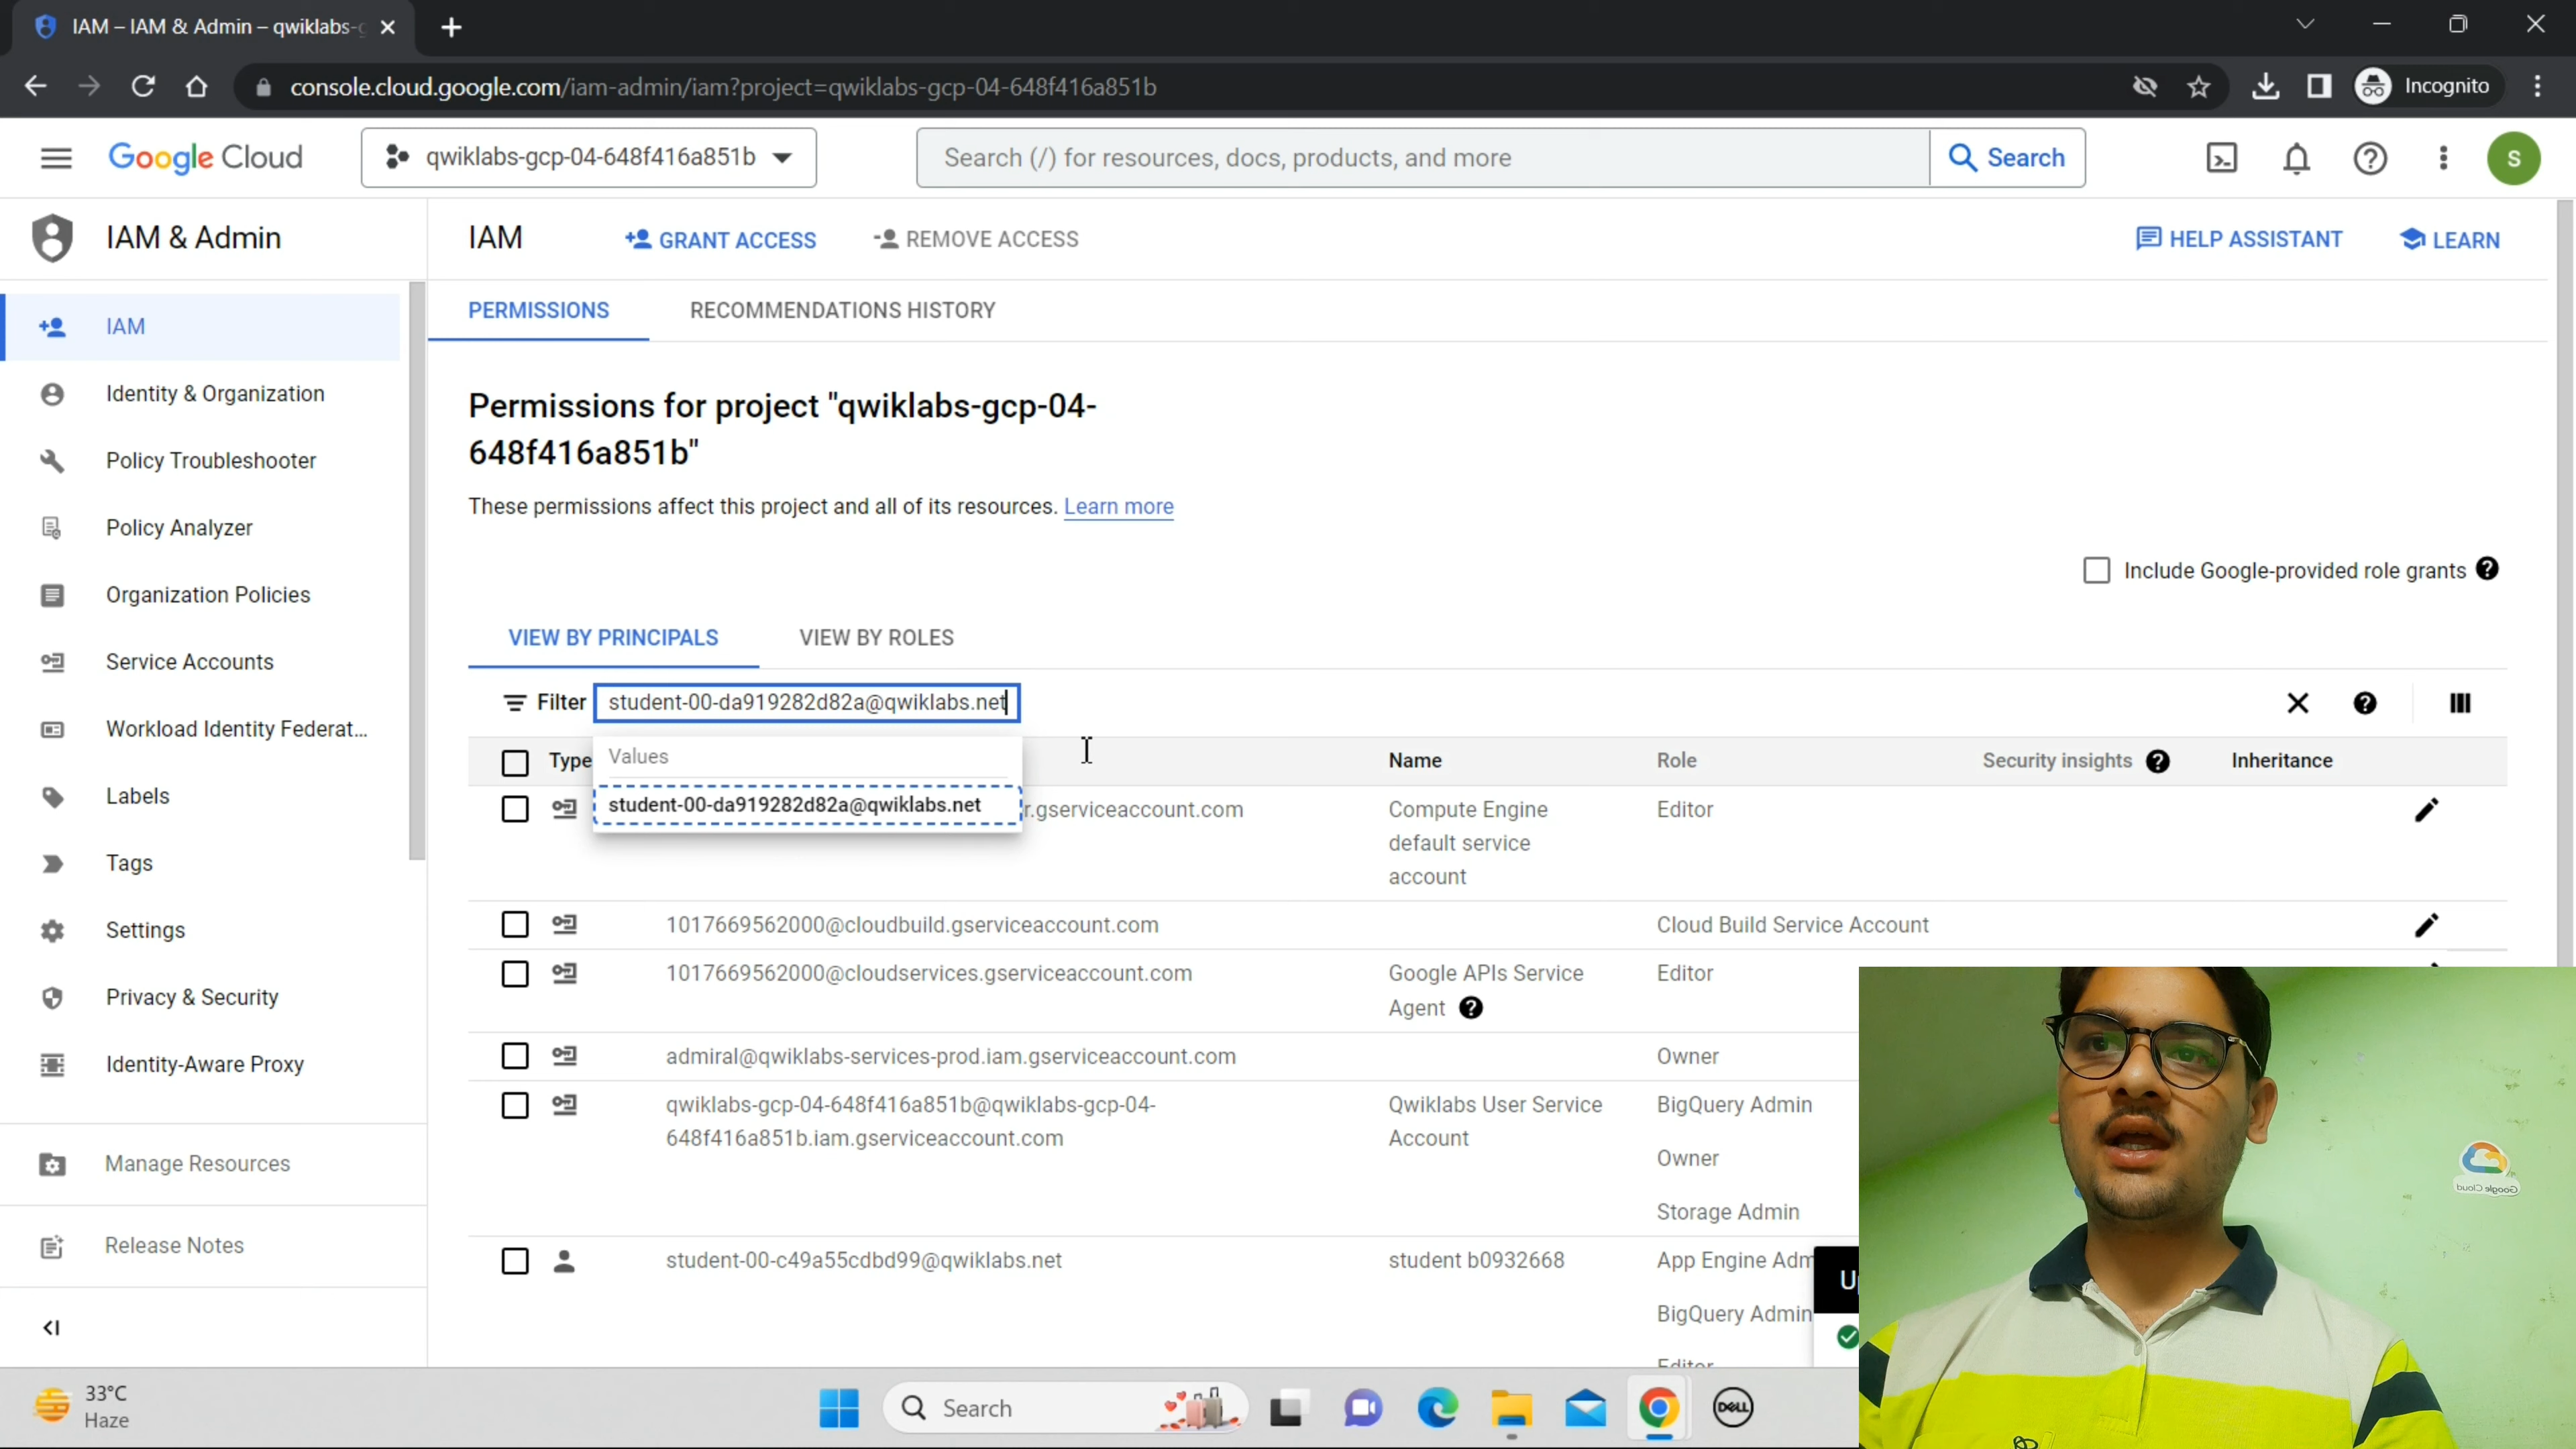 IAM – IAM & Admin – qwiklabs-g
console.cloud.google.com/iam-admin/iam?project=qwiklabs-gcp-04-648f416a851b
Incognito
Google Cloud
qwiklabs-gcp-04-648f416a851b
Search (/) for resources, docs, products, and more
Search
S
IAM & Admin
IAM
GRANT ACCESS
REMOVE ACCESS
HELP ASSISTANT
LEARN
IAM
Identity & Organization
Policy Troubleshooter
Policy Analyzer
Organization Policies
Service Accounts
Workload Identity Federat...
Labels
Tags
Settings
Privacy & Security
Identity-Aware Proxy
Manage Resources
Release Notes
PERMISSIONS
RECOMMENDATIONS HISTORY
Permissions for project "qwiklabs-gcp-04-
648f416a851b"
These permissions affect this project and all of its resources. Learn more
Include Google-provided role grants
VIEW BY PRINCIPALS
VIEW BY ROLES
Filter
student-00-da919282d82a@qwiklabs.net
Values
student-00-da919282d82a@qwiklabs.net
Type
Name
Role
Security insights
Inheritance
r.gserviceaccount.com
Compute Engine
default service
account
Editor
1017669562000@cloudbuild.gserviceaccount.com
Cloud Build Service Account
1017669562000@cloudservices.gserviceaccount.com
Google APIs Service
Agent
Editor
admiral@qwiklabs-services-prod.iam.gserviceaccount.com
Owner
qwiklabs-gcp-04-648f416a851b@qwiklabs-gcp-04-
648f416a851b.iam.gserviceaccount.com
Qwiklabs User Service
Account
BigQuery Admin
Owner
Storage Admin
student-00-c49a55cdbd99@qwiklabs.net
student b0932668
App Engine Adm
BigQuery Admin
Editor
Google Cloud
33°C
Haze
Search
DELL